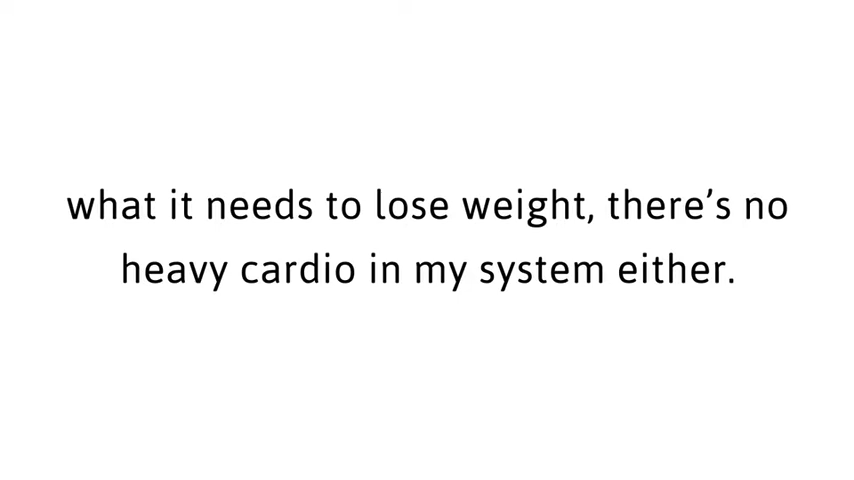 what it needs to lose weight, there’s no
heavy cardio in my system either.